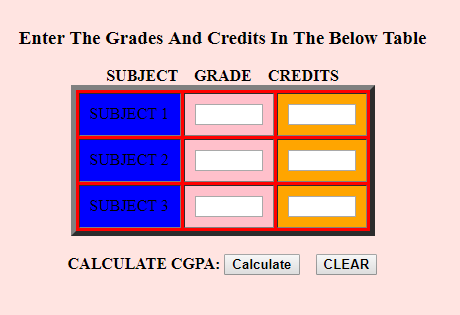 Enter The Grades And Credits In The Below Table
SUBJECT GRADE CREDITS
SUBJECT 1
SUBJECT 2
SUBJECT 3
CALCULATE CGPA: Calculate CLEAR